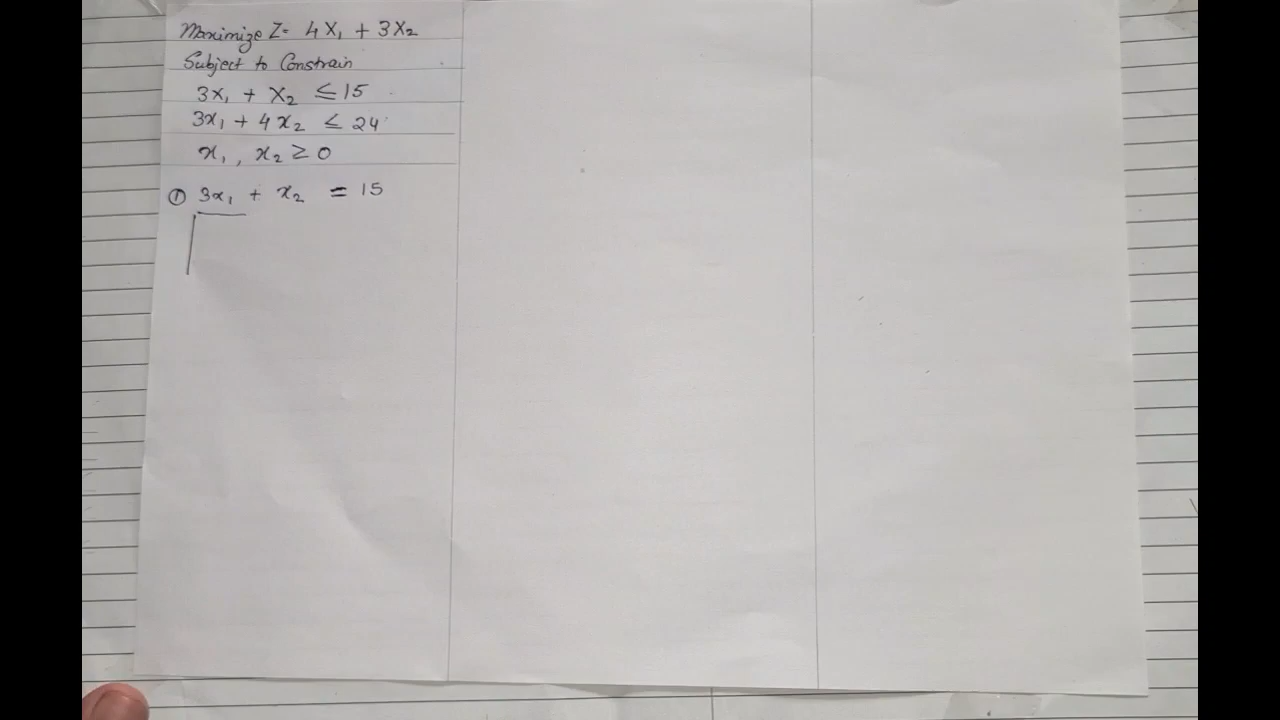 Maximize Z= 4X₁ + 3X₂
Subject to Constrain
3x₁ + X₂ ≤ 15
3x₁ + 4x₂ ≤ 24
x₁, x₂ ≥ 0
① 3x₁ + x₂ = 15